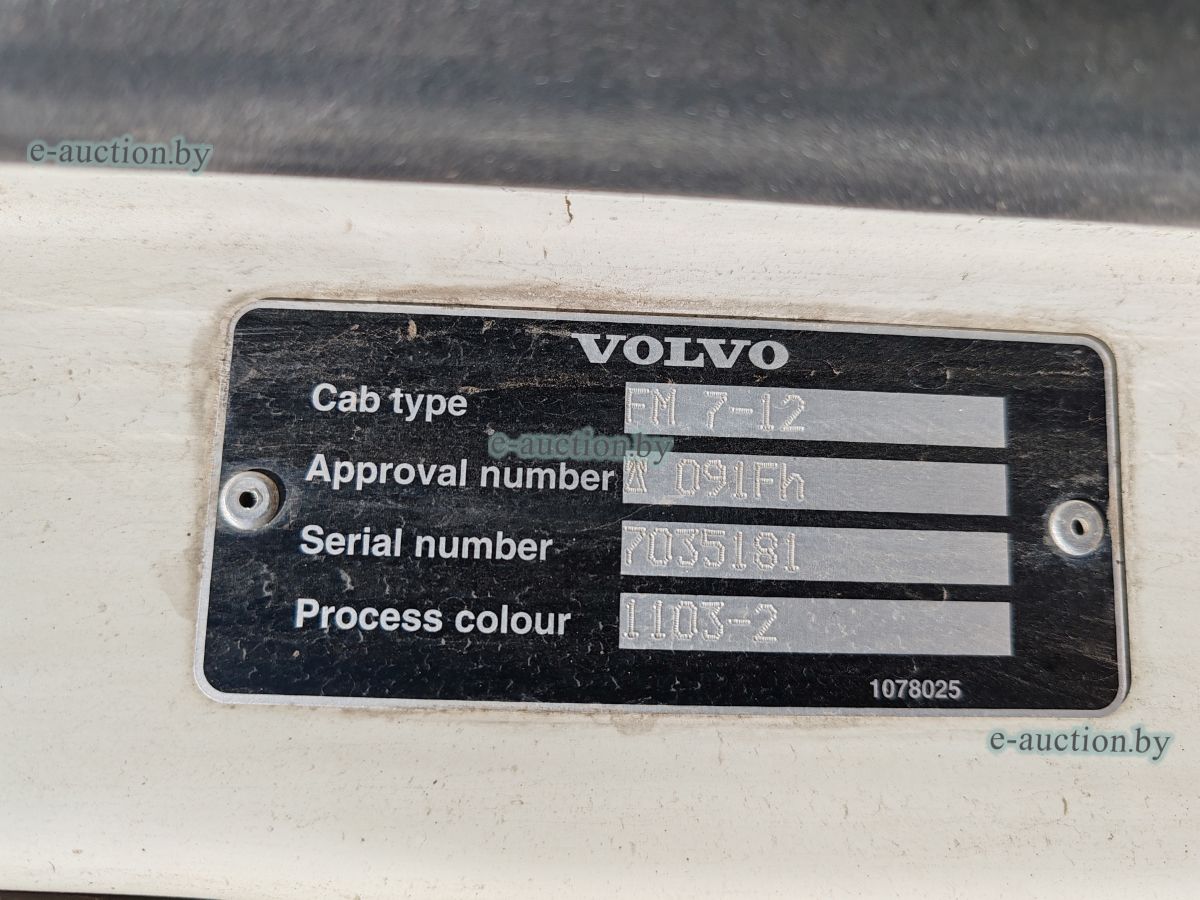 e-auction.by
VOLVO
Cab type FM 7-12
e-auction.by
Approval number 091Fh
Serial number 7035181
Process colour 1103-2
1078025
e-auction.by